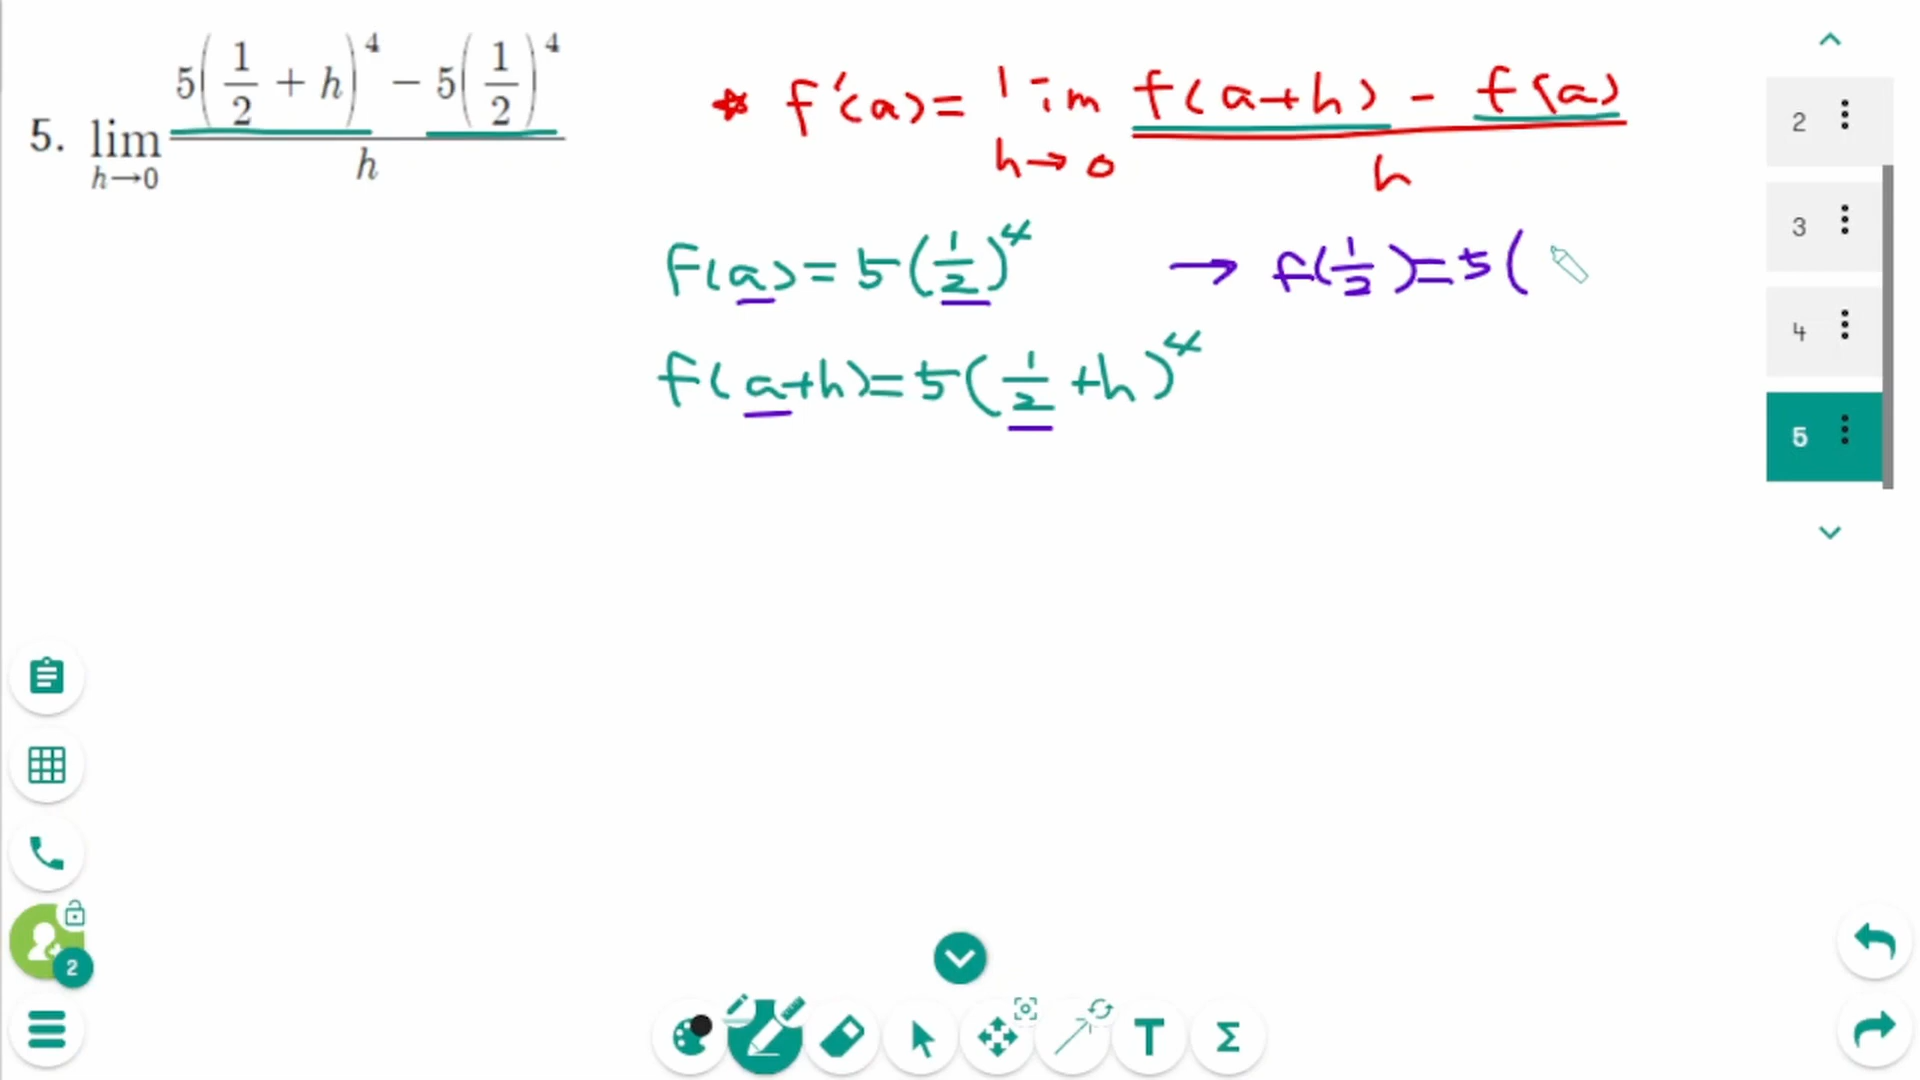 5. lim h→0 5(1/2 + h)^4 − 5(1/2)^4 / h
* f'(a) = lim h→0 f(a+h) - f(a) / h
f(a) = 5(1/2)^4 → f(1/2) = 5(
f(a+h) = 5(1/2 + h)^4
2
3
4
5
2
T
Σ